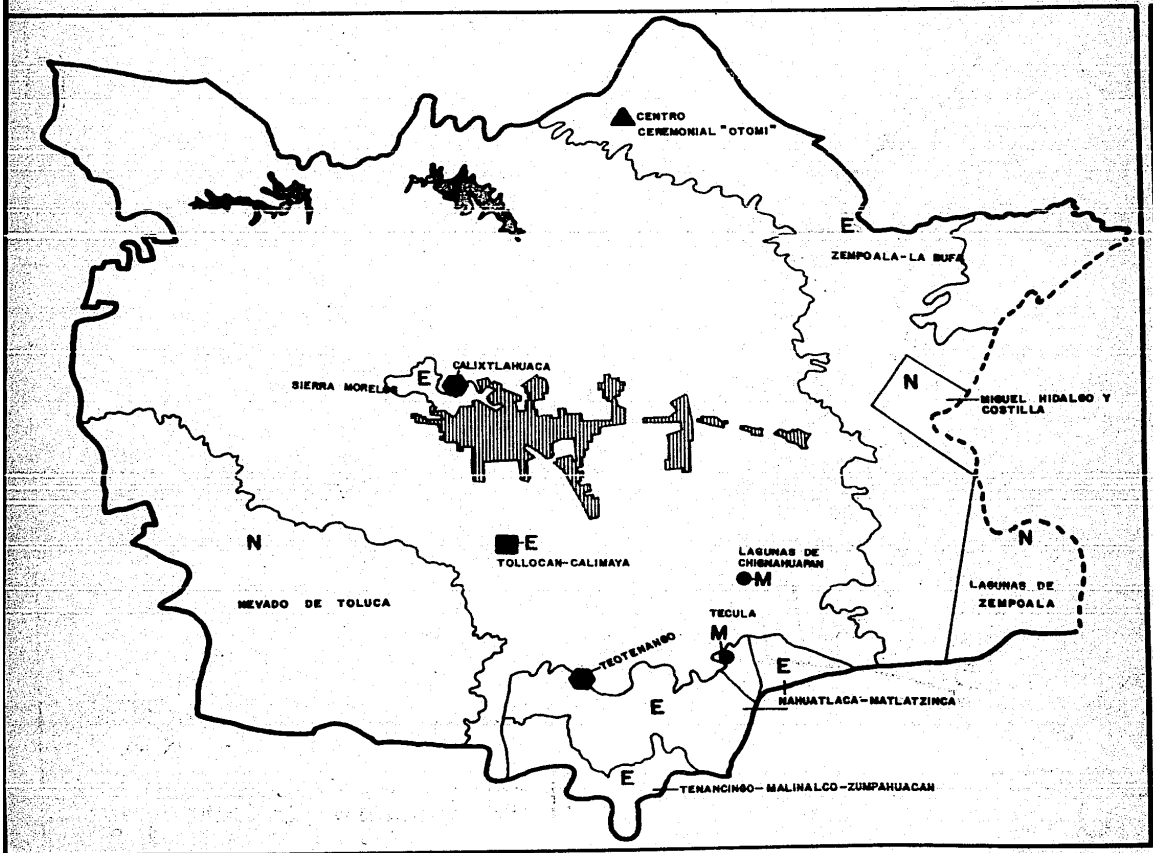 CENTRO
CEREMONIAL "OTOMI"
E
ZEMPOALA-LA BUFA
CALIXTLAHUACA
SIERRA MORELOS
E
N
MIGUEL HIDALGO Y
COSTILLA
N
E
TOLLOCAN-CALIMAYA
N
LAGUNAS DE
CHIGNAHUAPAN
M
NEVADO DE TOLUCA
LAGUNAS DE
ZEMPOALA
TECULA
M
TEOTENANGO
E
NAHUATLACA-MATLATZINCA
E
E
TENANCINGO-MALINALCO-ZUMPAHUACAN